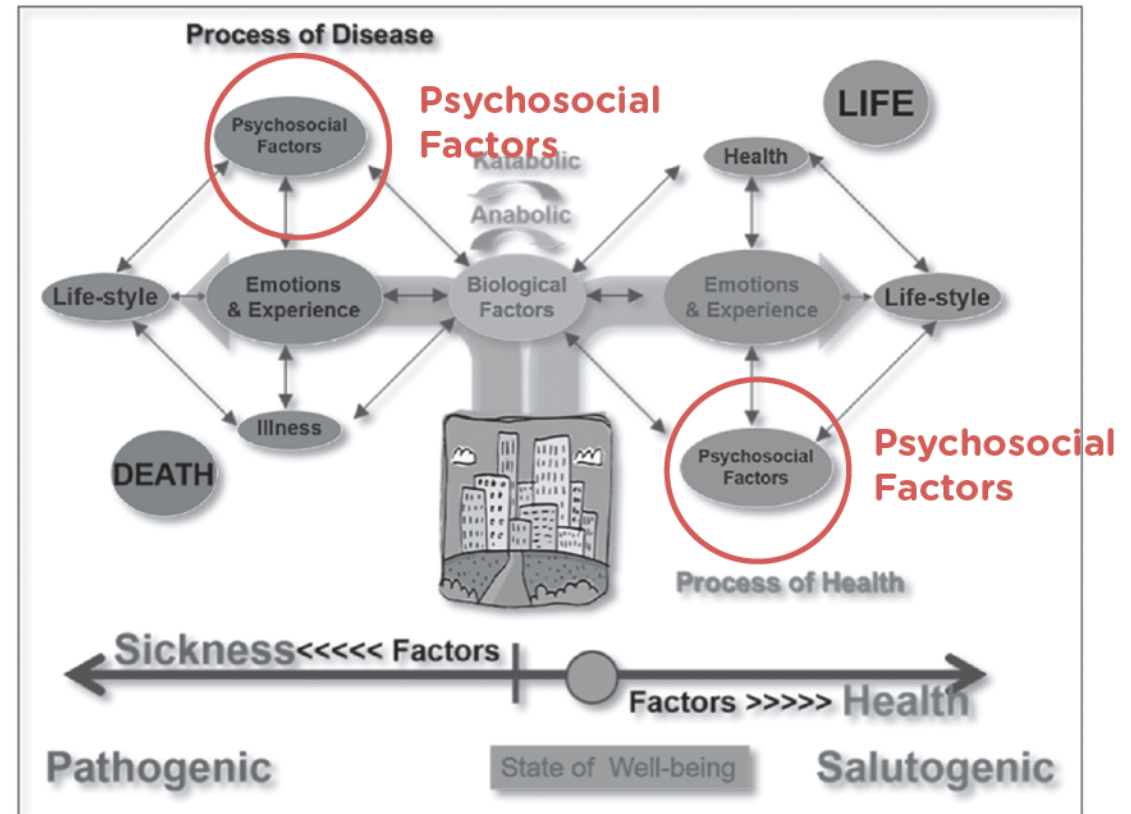 Process of Disease
Psychosocial
Factors
Psychosocial
Factors
Katabolic
Anabolic
LIFE
Health
Life-style
Emotions
& Experience
Biological
Factors
Emotions
& Experience
Life-style
Illness
DEATH
Psychosocial
Factors
Psychosocial
Factors
Process of Health
Sickness<<<<< Factors
Factors >>>>> Health
Pathogenic
State of Well-being
Salutogenic